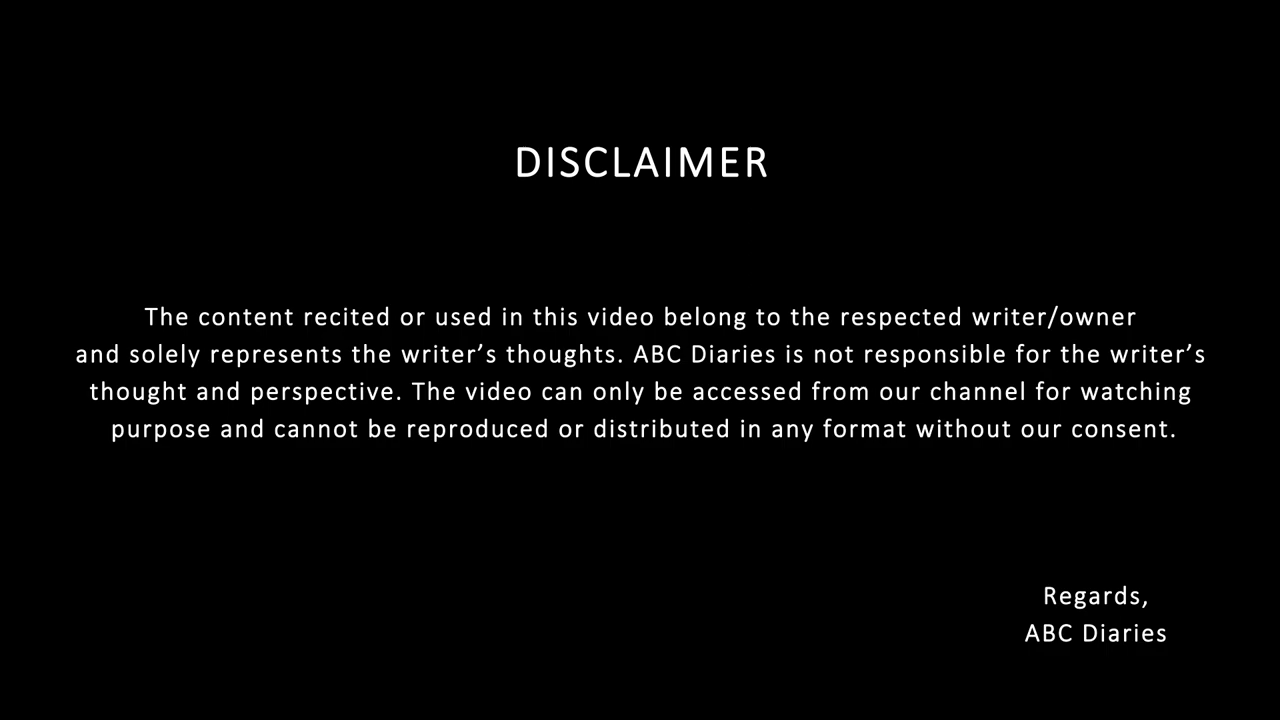 DISCLAIMER
The content recited or used in this video belong to the respected writer/owner
and solely represents the writer’s thoughts. ABC Diaries is not responsible for the writer’s
thought and perspective. The video can only be accessed from our channel for watching
purpose and cannot be reproduced or distributed in any format without our consent.
Regards,
ABC Diaries